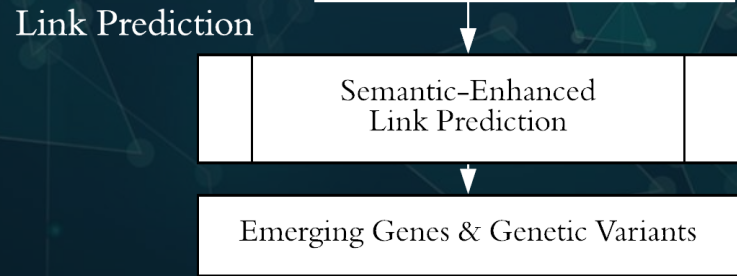 Link Prediction
Semantic-Enhanced
Link Prediction
Emerging Genes & Genetic Variants